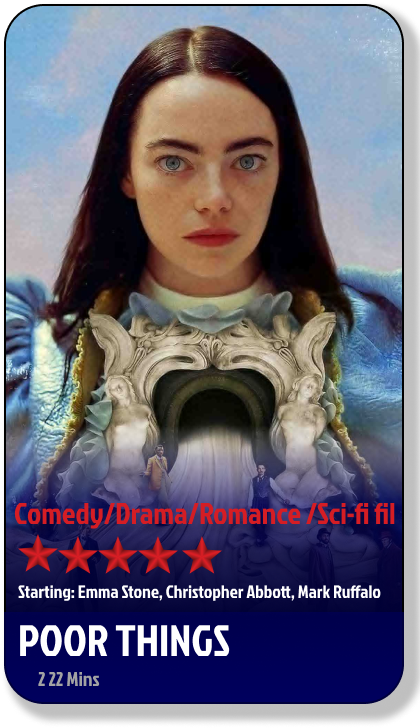 Comedy/Drama/Romance /Sci-fi fil
Starting: Emma Stone, Christopher Abbott, Mark Ruffalo
POOR THINGS
2 22 Mins